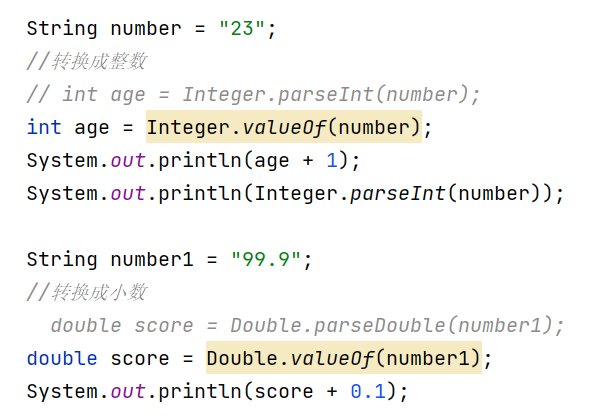 String number = "23";
//转换成整数
// int age = Integer.parseInt(number);
int age = Integer.valueOf(number);
System.out.println(age + 1);
System.out.println(Integer.parseInt(number));
String number1 = "99.9";
//转换成小数
double score = Double.parseDouble(number1);
double score = Double.valueOf(number1);
System.out.println(score + 0.1);